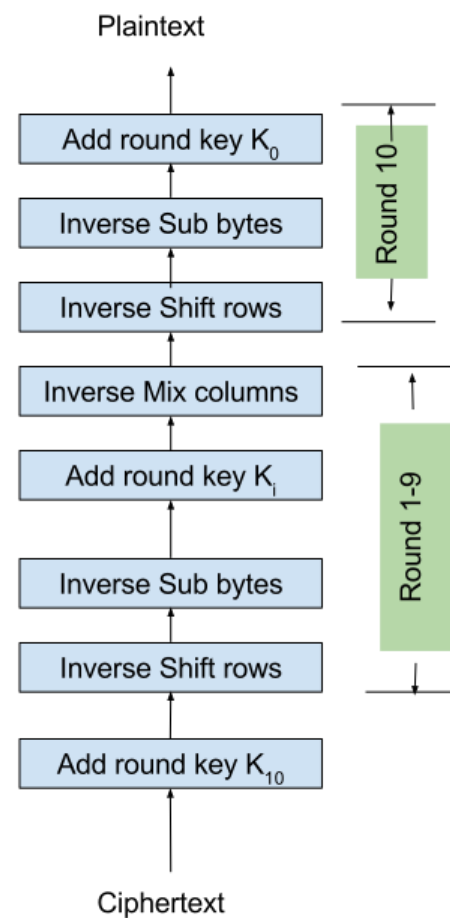 Plaintext
Add round key K₀
Inverse Sub bytes
Round 10
Inverse Shift rows
Inverse Mix columns
Add round key Kᵢ
Round 1-9
Inverse Sub bytes
Inverse Shift rows
Add round key K₁₀
Ciphertext